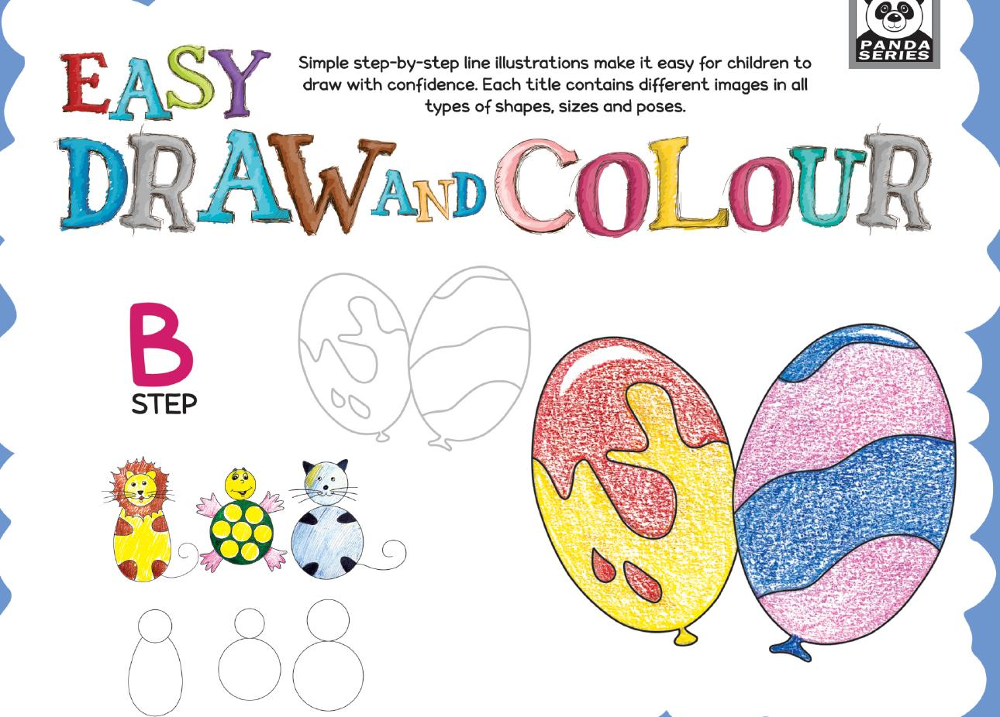 PANDA
SERIES
EASY
Simple step-by-step line illustrations make it easy for children to
draw with confidence. Each title contains different images in all
types of shapes, sizes and poses.
DRAW AND COLOUR
B
STEP